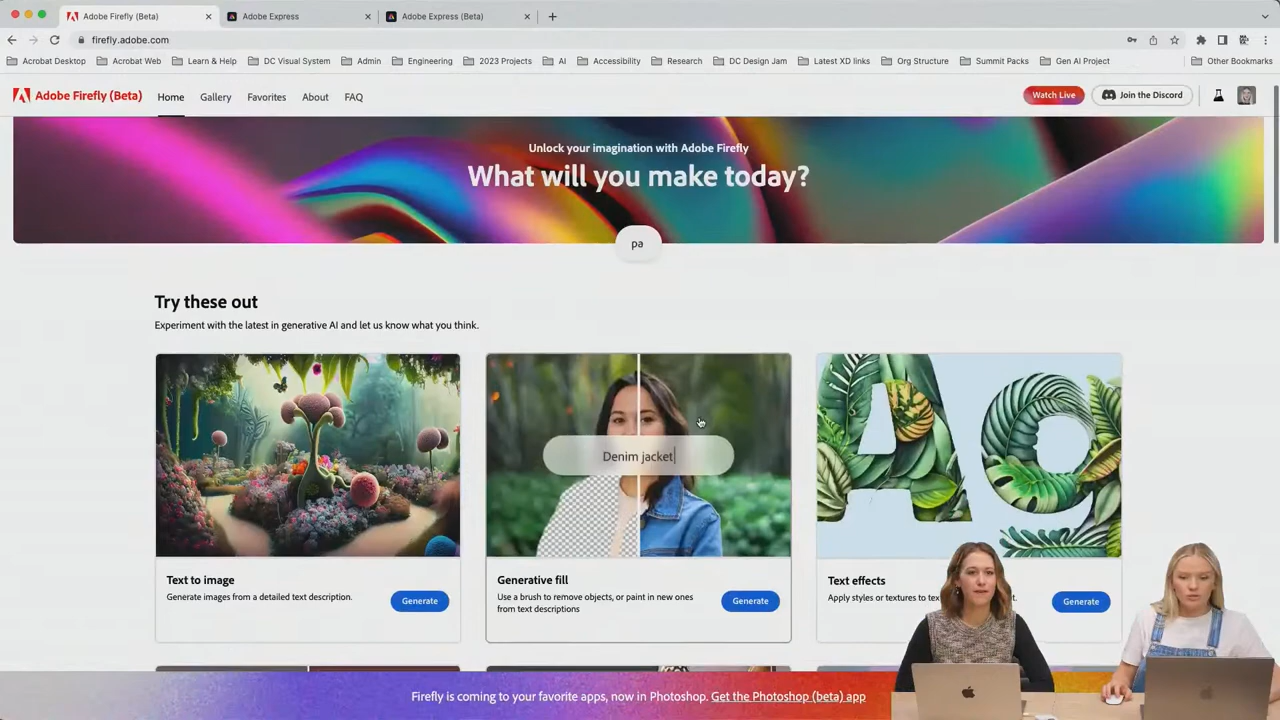 Adobe Firefly (Beta)
Adobe Express
Adobe Express (Beta)
firefly.adobe.com
Acrobat Desktop
Acrobat Web
Learn & Help
DC Visual System
Admin
Engineering
2023 Projects
AI
Accessibility
Research
DC Design Jam
Latest XD links
Org Structure
Summit Packs
Gen AI Project
Other Bookmarks
Adobe Firefly (Beta)
Home
Gallery
Favorites
About
FAQ
Watch Live
Join the Discord
Unlock your imagination with Adobe Firefly
What will you make today?
pa
Try these out
Experiment with the latest in generative AI and let us know what you think.
Denim jacket
Text to image
Generate images from a detailed text description.
Generate
Generative fill
Use a brush to remove objects, or paint in new ones
from text descriptions
Generate
Text effects
Apply styles or textures to
Generate
Firefly is coming to your favorite apps, now in Photoshop. Get the Photoshop (beta) app